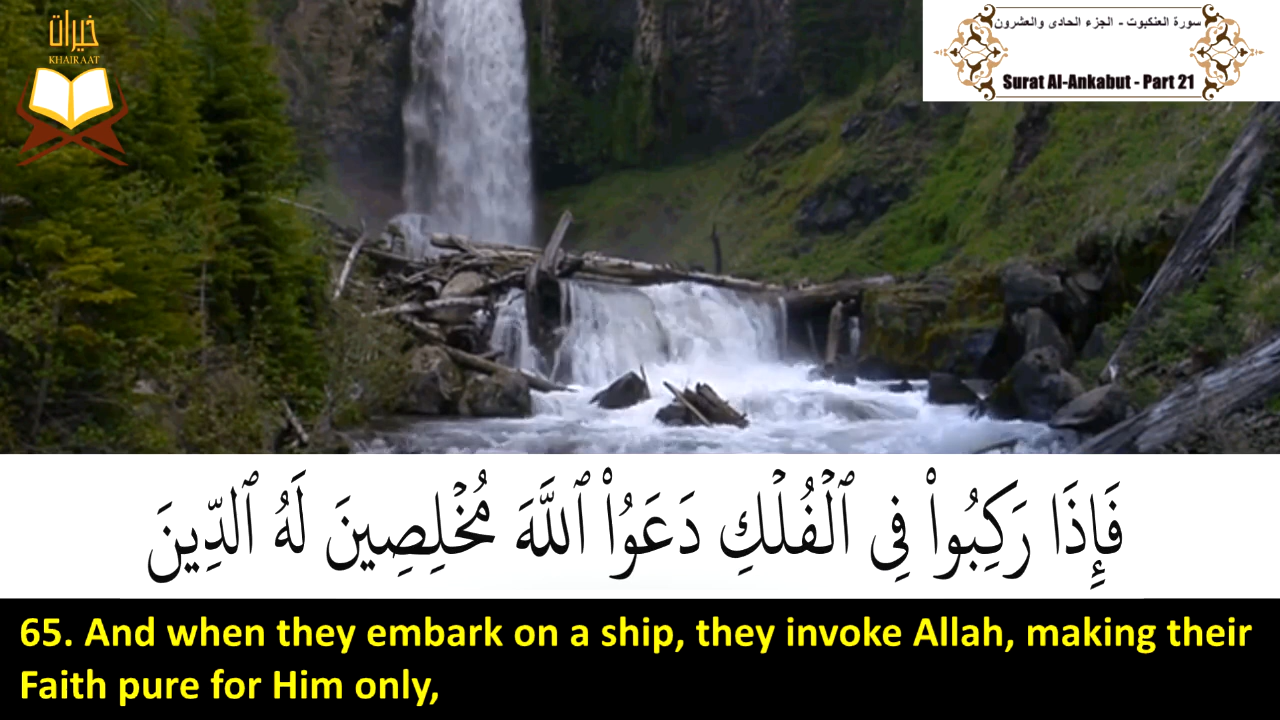 خيرات
KHAIRAAT
سورة العنكبوت - الجزء الحادى والعشرون
Surat Al-Ankabut - Part 21
فَإِذَا رَكِبُوا۟ فِى ٱلْفُلْكِ دَعَوُا۟ ٱللَّهَ مُخْلِصِينَ لَهُ ٱلدِّينَ
65. And when they embark on a ship, they invoke Allah, making their
Faith pure for Him only,